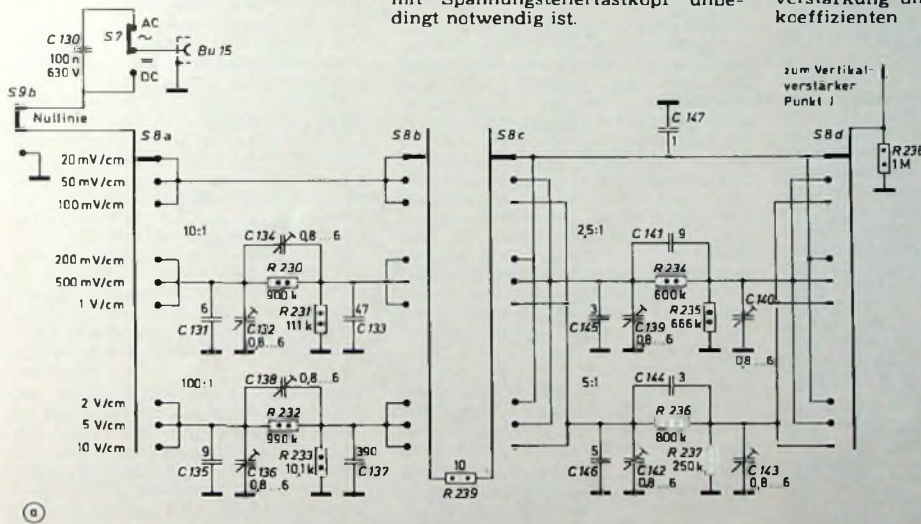 mit Spannungsteilertastkopf unbe-
dingt notwendig ist.
koeffizienten
C 130
100 n
630 V
S7
AC
~
=
DC
Bu 15
S9b
Nullinie
S8a
20 mV/cm
50 mV/cm
100 mV/cm
200 mV/cm
500 mV/cm
1 V/cm
2 V/cm
5 V/cm
10 V/cm
10:1
C 134
0,8...6
R 230
900 k
R 231
111 k
6
C 131
C 132
0,8...6
47
C 133
100:1
C 138
0,8...6
R 232
990 k
R 233
10,1 k
9
C 135
C 136
0,8...6
390
C 137
S8b
S8c
10
R 239
C 147
1
2,5:1
C 141
9
R 234
600 k
R 235
666 k
3
C 145
C 139
0,8...6
C 140
0,8...6
5:1
C 144
3
R 236
800 k
R 237
250 k
5
C 146
C 142
0,8...6
C 143
0,8...6
zum Vertikal-
verstärker
Punkt 1
S8d
R 238
1M
a